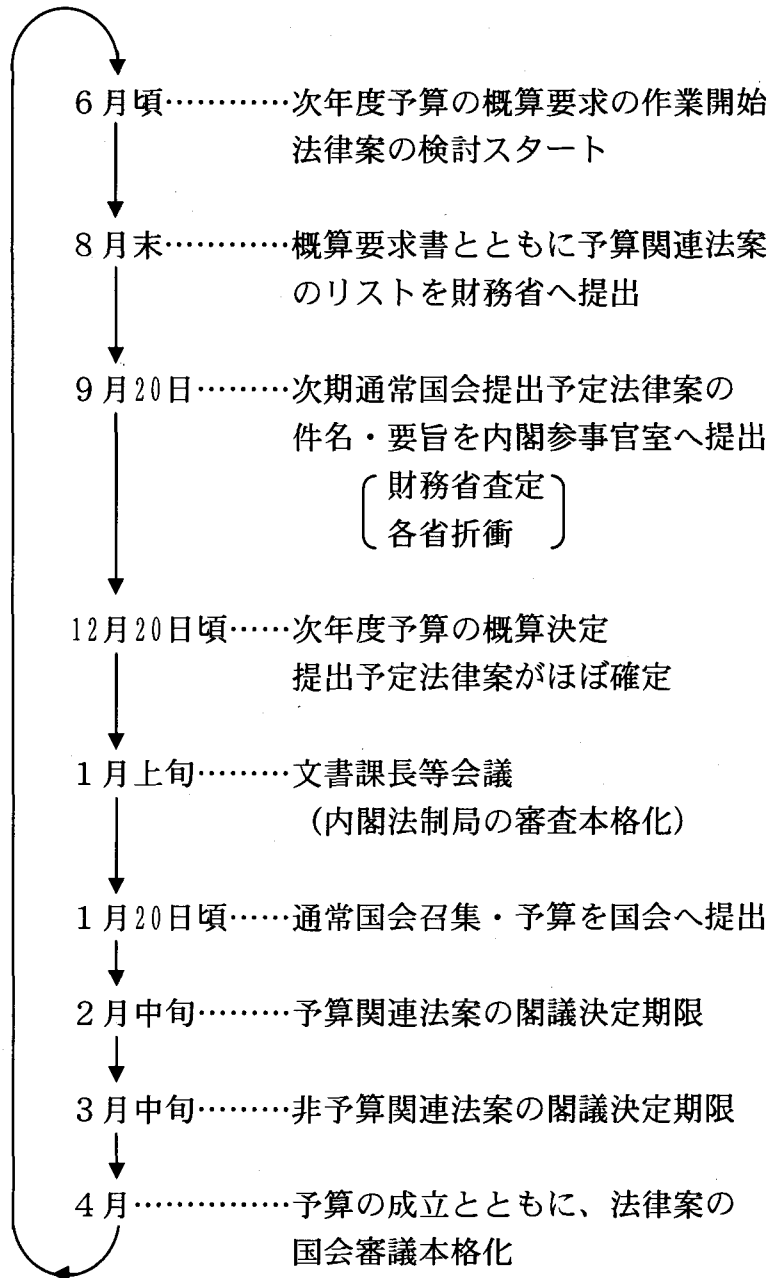 6月頃…………次年度予算の概算要求の作業開始
法律案の検討スタート
8月末…………概算要求書とともに予算関連法案
のリストを財務省へ提出
9月20日………次期通常国会提出予定法律案の
件名・要旨を内閣参事官室へ提出
財務省査定
各省折衝
12月20日頃……次年度予算の概算決定
提出予定法律案がほぼ確定
1月上旬………文書課長等会議
(内閣法制局の審査本格化)
1月20日頃……通常国会召集・予算を国会へ提出
2月中旬………予算関連法案の閣議決定期限
3月中旬………非予算関連法案の閣議決定期限
4月……………予算の成立とともに、法律案の
国会審議本格化